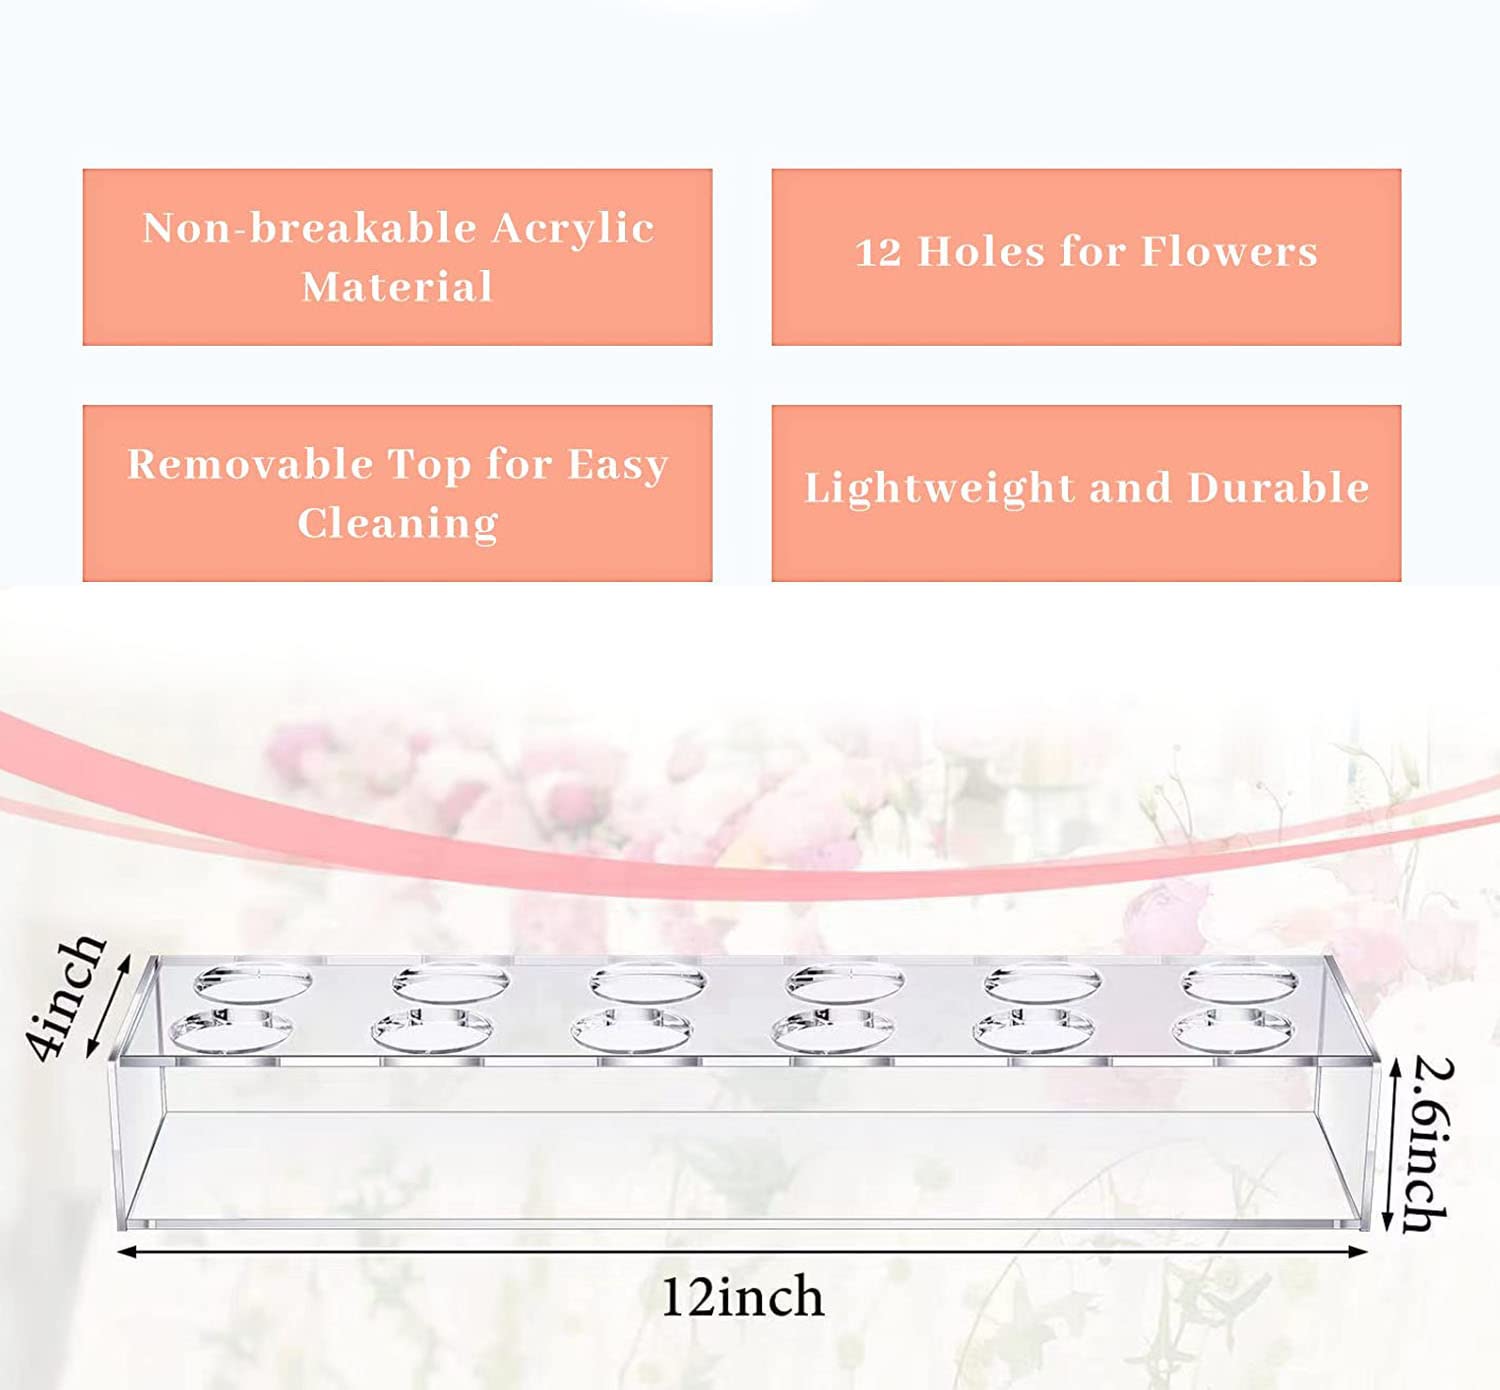 Non-breakable Acrylic
Material
12 Holes for Flowers
Removable Top for Easy
Cleaning
Lightweight and Durable
4inch
2.6inch
12inch